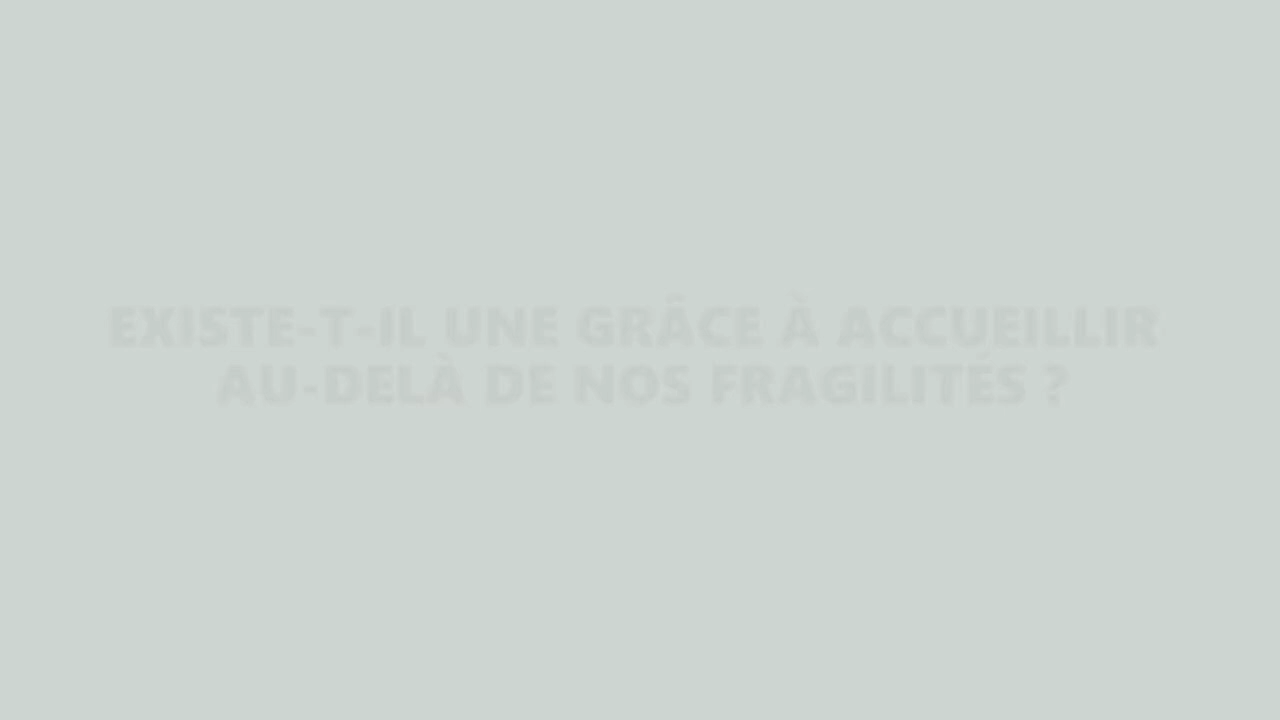 EXISTE-T-IL UNE GRÂCE À ACCUEILLIR
AU-DELÀ DE NOS FRAGILITÉS ?